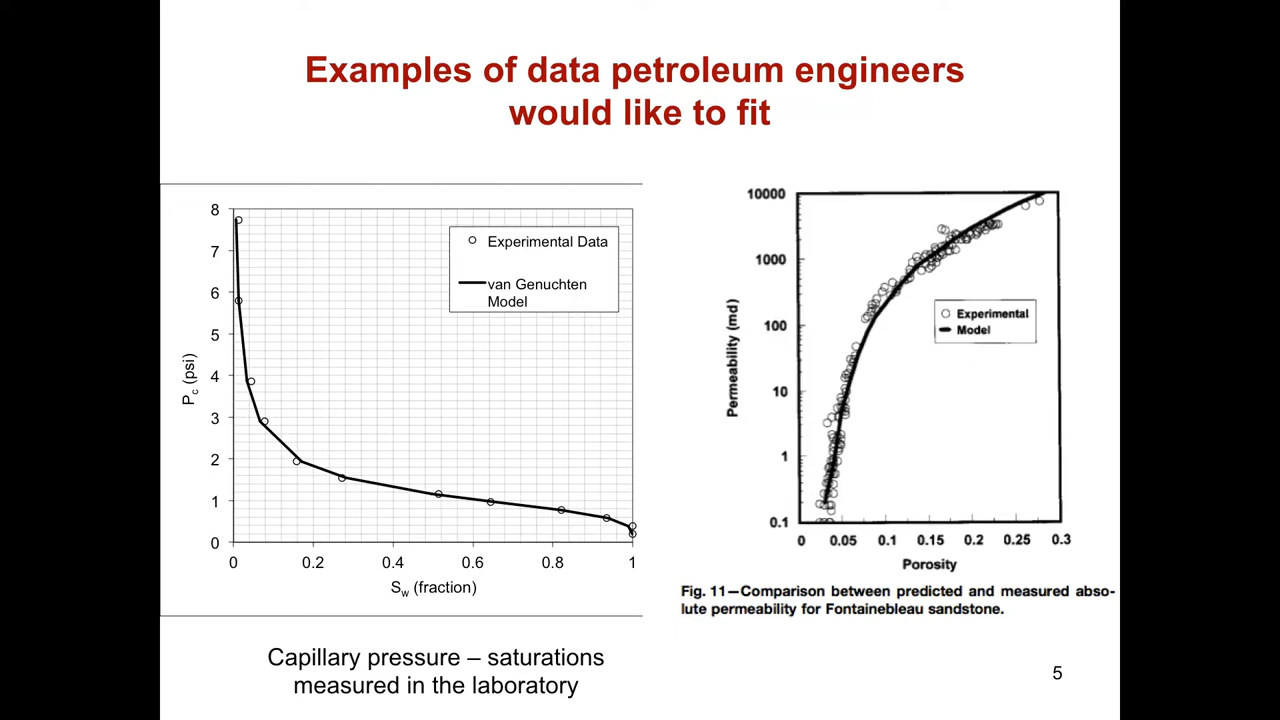 Examples of data petroleum engineers
would like to fit
8
7
6
5
4
3
2
1
0
P_c (psi)
0 0.2 0.4 0.6 0.8 1
S_w (fraction)
Experimental Data
van Genuchten
Model
Capillary pressure – saturations
measured in the laboratory
10000
1000
100
10
1
0.1
Permeability (md)
0 0.05 0.1 0.15 0.2 0.25 0.3
Porosity
Experimental
Model
Fig. 11—Comparison between predicted and measured abso-
lute permeability for Fontainebleau sandstone.
5